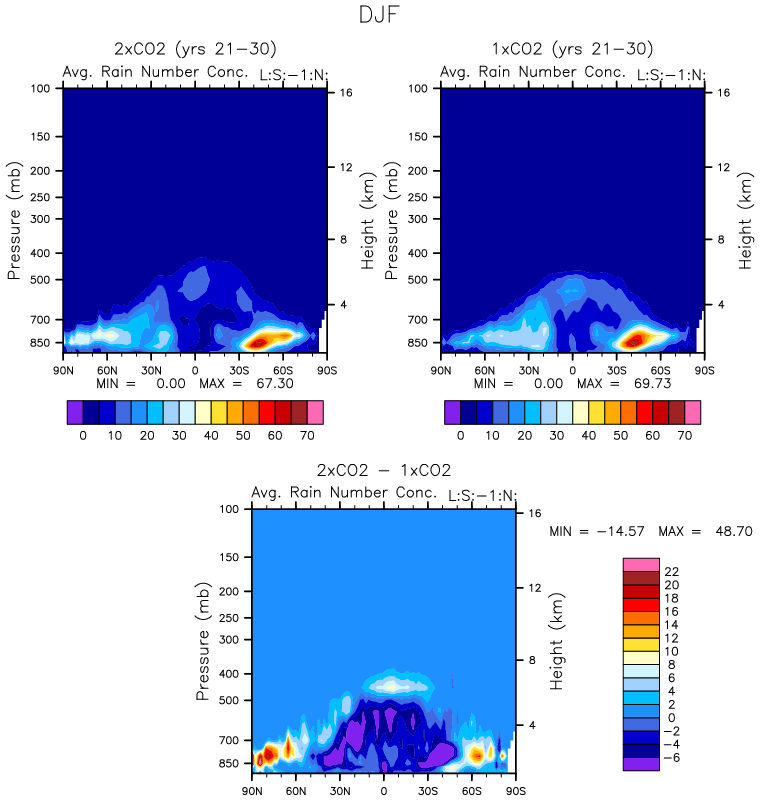 DJF
2xCO2 (yrs 21−30)
Avg. Rain Number Conc. L:S:−1:N:
100
150
200
250
300
400
500
700
850
Pressure (mb)
16
12
8
4
Height (km)
90N 60N 30N 0 30S 60S 90S
MIN = 0.00 MAX = 67.30
0 10 20 30 40 50 60 70
1xCO2 (yrs 21−30)
Avg. Rain Number Conc. L:S:−1:N:
100
150
200
250
300
400
500
700
850
Pressure (mb)
16
12
8
4
Height (km)
90N 60N 30N 0 30S 60S 90S
MIN = 0.00 MAX = 69.73
0 10 20 30 40 50 60 70
2xCO2 − 1xCO2
Avg. Rain Number Conc. L:S:−1:N:
100
150
200
250
300
400
500
700
850
Pressure (mb)
16
12
8
4
Height (km)
90N 60N 30N 0 30S 60S 90S
MIN = −14.57 MAX = 48.70
22
20
18
16
14
12
10
8
6
4
2
0
−2
−4
−6